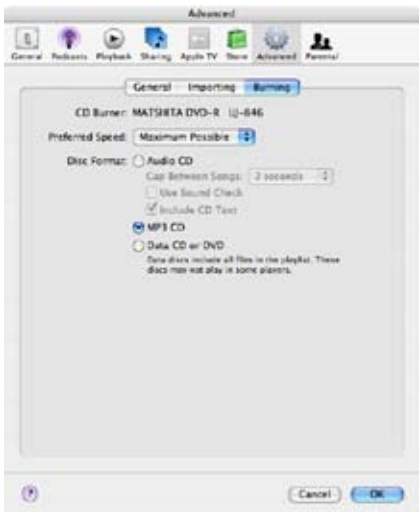 Advanced
General Podcasts Playback Sharing Apple TV Store Advanced Parental
General Importing Burning
CD Burner: MATSHITA DVD-R UJ-846
Preferred Speed: Maximum Possible
Disc Format: Audio CD
Gap Between Songs: 2 seconds
Use Sound Check
Include CD Text
MP3 CD
Data CD or DVD
Data discs include all files in the playlist. These
discs may not play in some players.
? Cancel OK